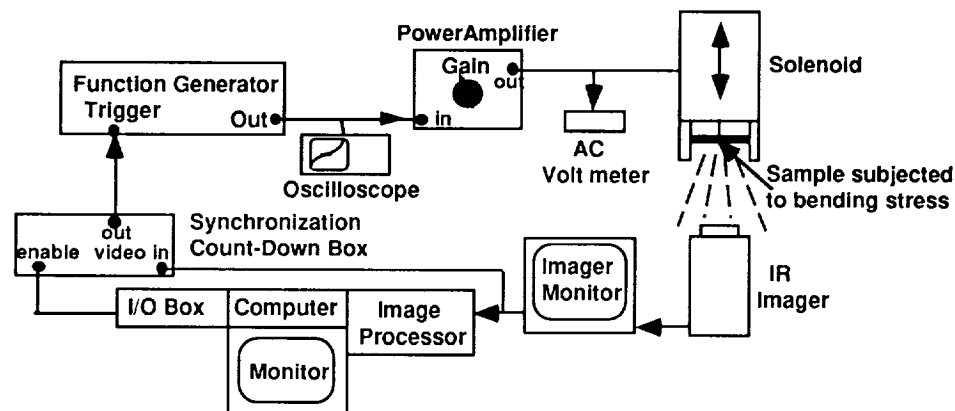 PowerAmplifier
Gain
out
in
Function Generator
Trigger
Out
Oscilloscope
AC
Volt meter
Solenoid
Sample subjected
to bending stress
Synchronization
Count-Down Box
out
enable video in
I/O Box
Computer
Image
Processor
Monitor
Imager
Monitor
IR
Imager